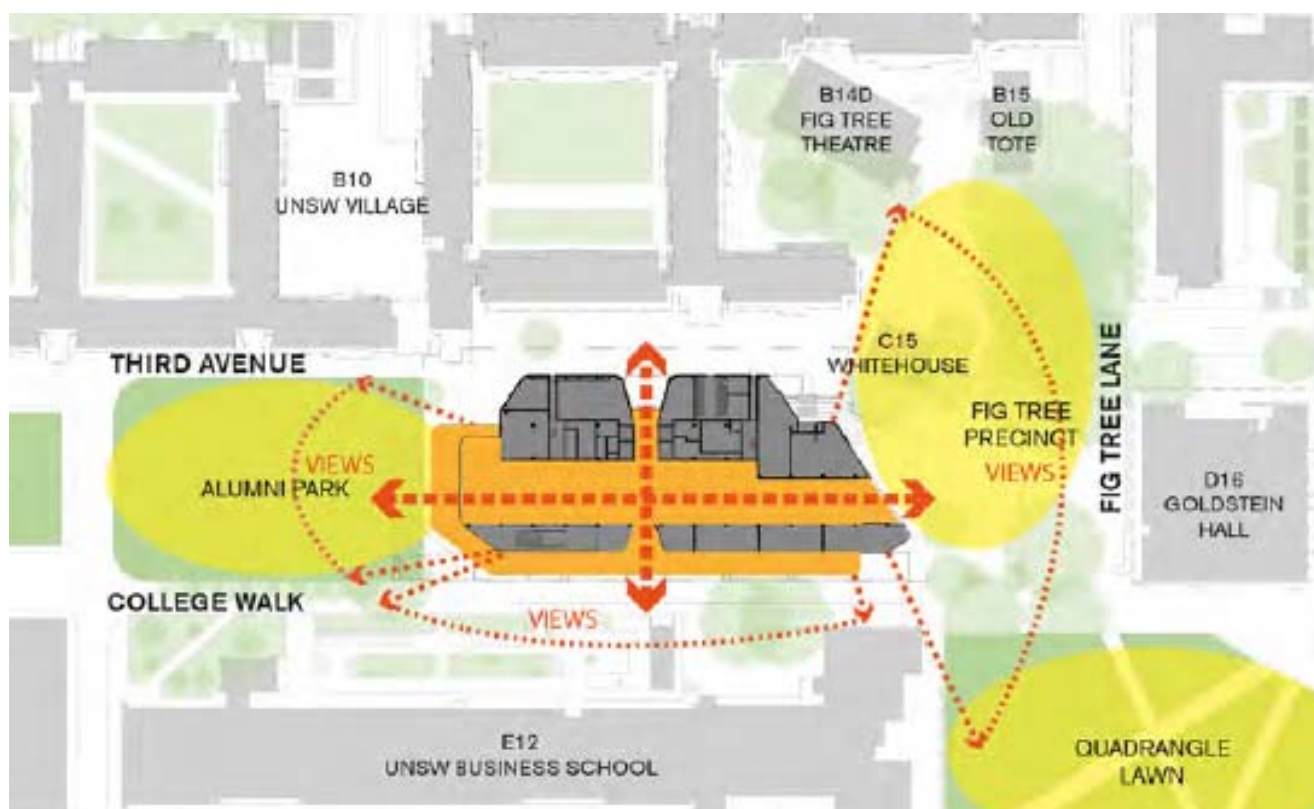 B14D
FIG TREE
THEATRE
B15
OLD
TOTE
B10
UNSW VILLAGE
THIRD AVENUE
C15
WHITEHOUSE
FIG TREE
PRECINCT
VIEWS
FIG TREE LANE
VIEWS
ALUMNI PARK
D16
GOLDSTEIN
HALL
COLLEGE WALK
VIEWS
E12
UNSW BUSINESS SCHOOL
QUADRANGLE
LAWN